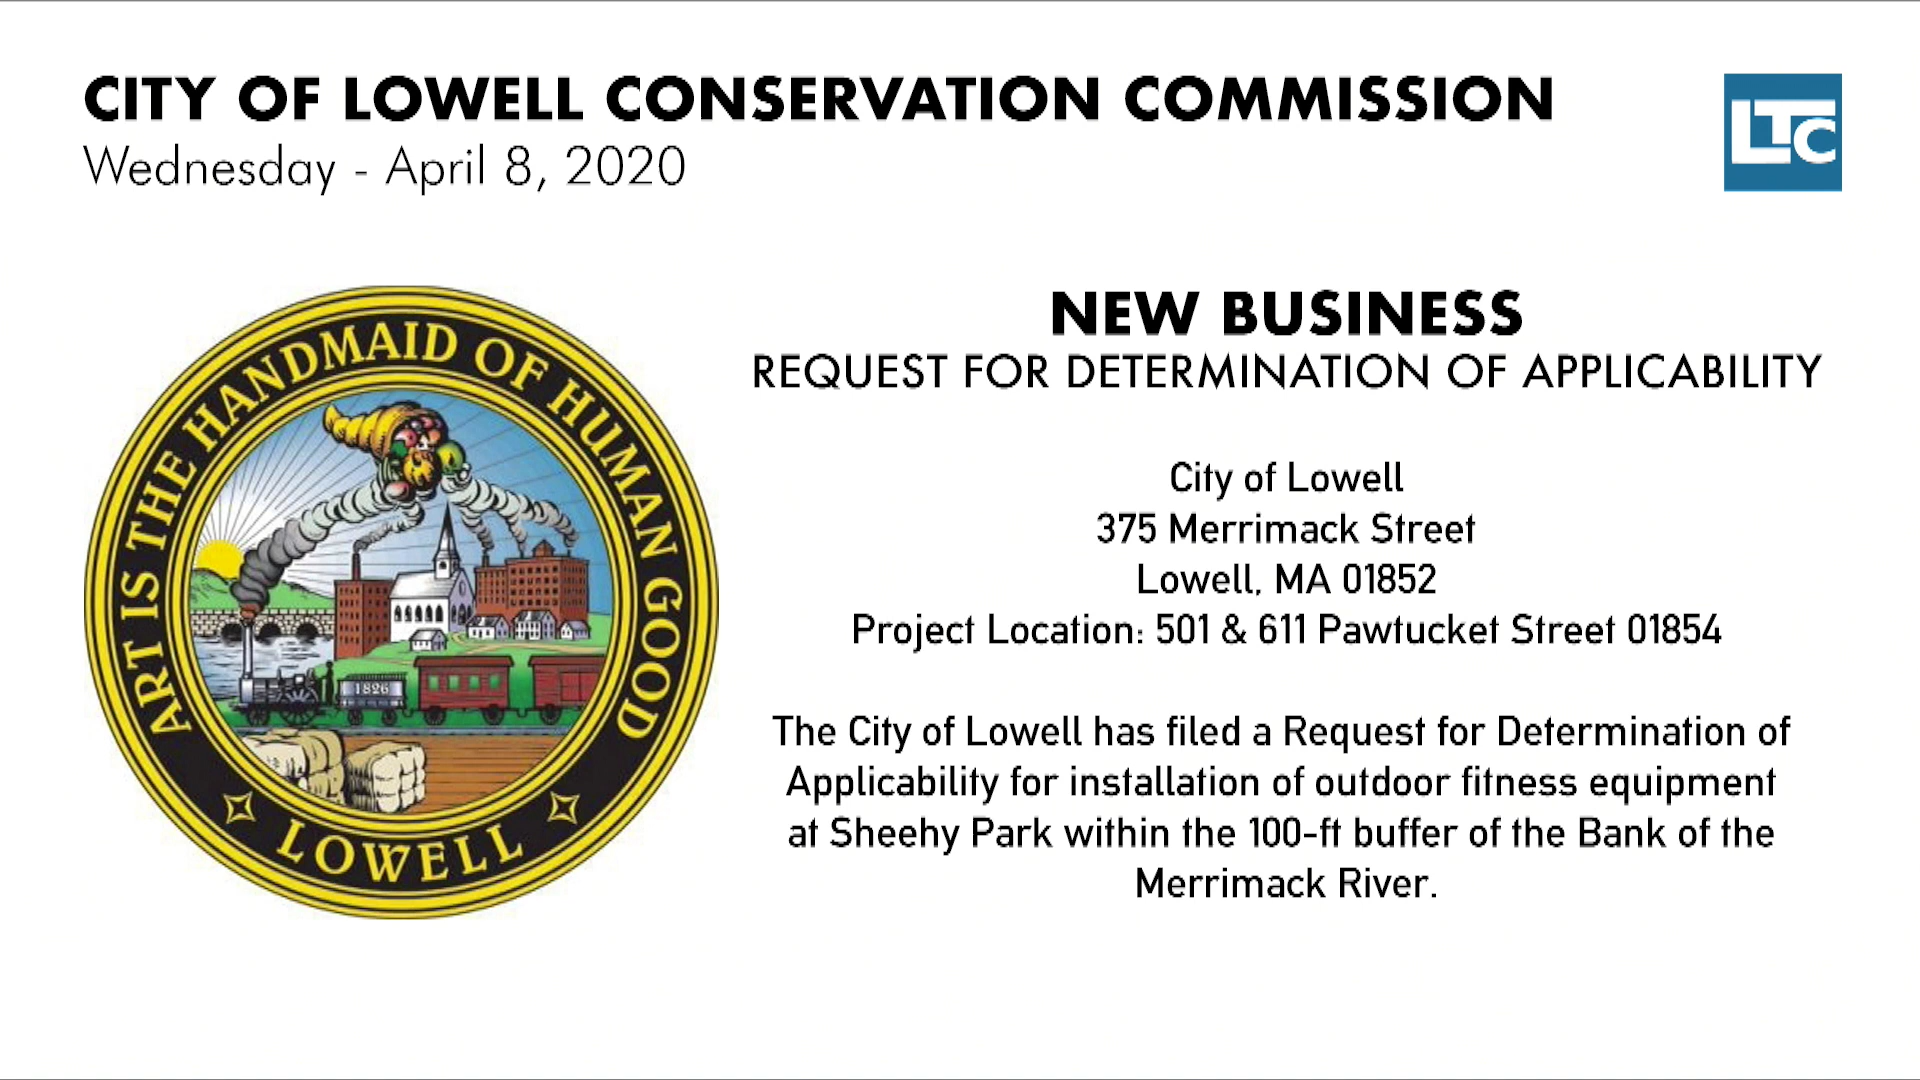 CITY OF LOWELL CONSERVATION COMMISSION
Wednesday - April 8, 2020
LTC
ART IS THE HANDMAID OF HUMAN GOOD
1826
LOWELL
NEW BUSINESS
REQUEST FOR DETERMINATION OF APPLICABILITY
City of Lowell
375 Merrimack Street
Lowell, MA 01852
Project Location: 501 & 611 Pawtucket Street 01854
The City of Lowell has filed a Request for Determination of
Applicability for installation of outdoor fitness equipment
at Sheehy Park within the 100-ft buffer of the Bank of the
Merrimack River.